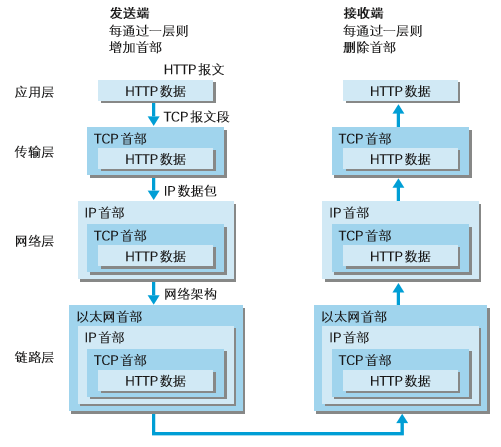 发送端
每通过一层则
增加首部
接收端
每通过一层则
删除首部
HTTP 报文
应用层
HTTP 数据
HTTP 数据
TCP 报文段
传输层
TCP 首部
HTTP 数据
TCP 首部
HTTP 数据
IP 数据包
网络层
IP 首部
TCP 首部
HTTP 数据
IP 首部
TCP 首部
HTTP 数据
网络架构
链路层
以太网首部
IP 首部
TCP 首部
HTTP 数据
以太网首部
IP 首部
TCP 首部
HTTP 数据